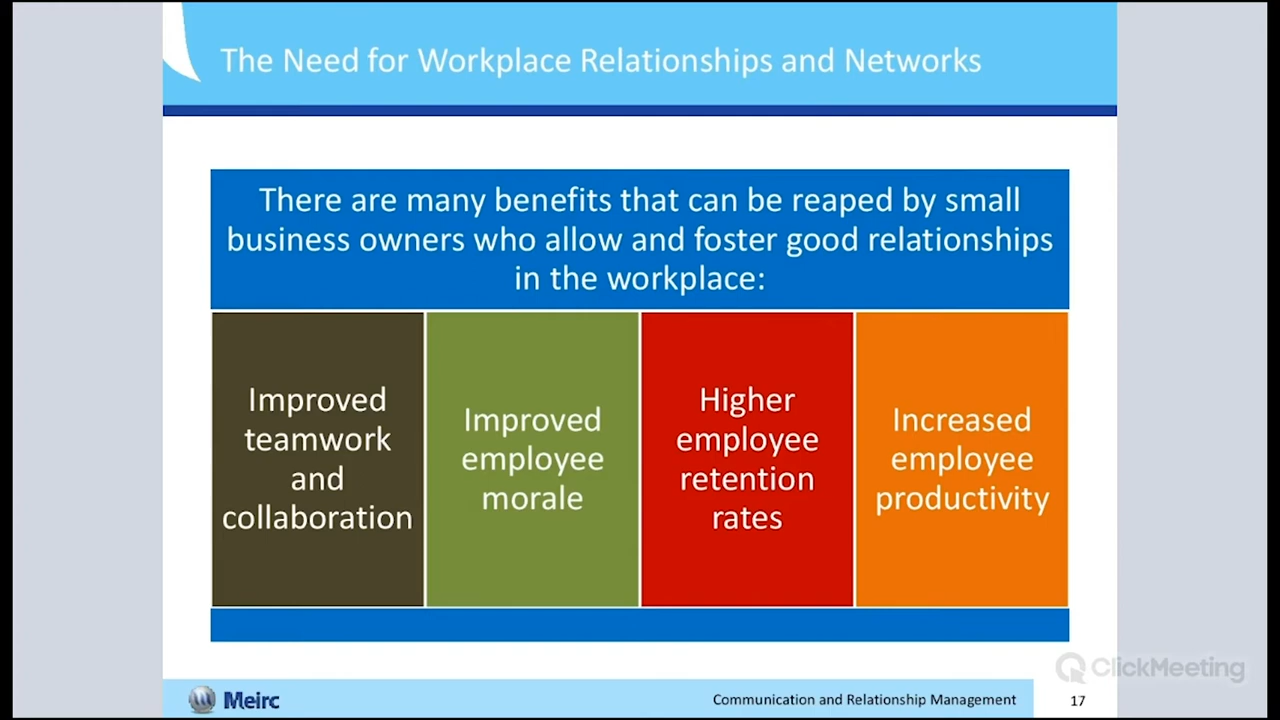 The Need for Workplace Relationships and Networks
There are many benefits that can be reaped by small
business owners who allow and foster good relationships
in the workplace:
Improved
teamwork
and
collaboration
Improved
employee
morale
Higher
employee
retention
rates
Increased
employee
productivity
ClickMeeting
Meirc
Communication and Relationship Management
17